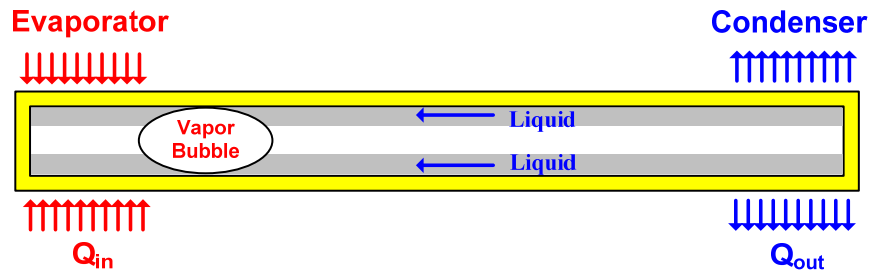 Evaporator
Condenser
Vapor
Bubble
Liquid
Liquid
Qin
Qout